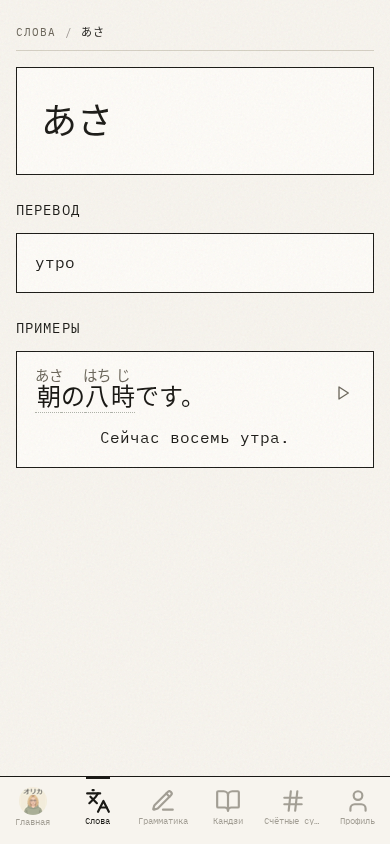 СЛОВА / あさ
あさ
ПЕРЕВОД
утро
ПРИМЕРЫ
あさ はち じ
朝の八時です。
Сейчас восемь утра.
オリカ
Главная Слова Грамматика Кандзи Счётные су… Профиль